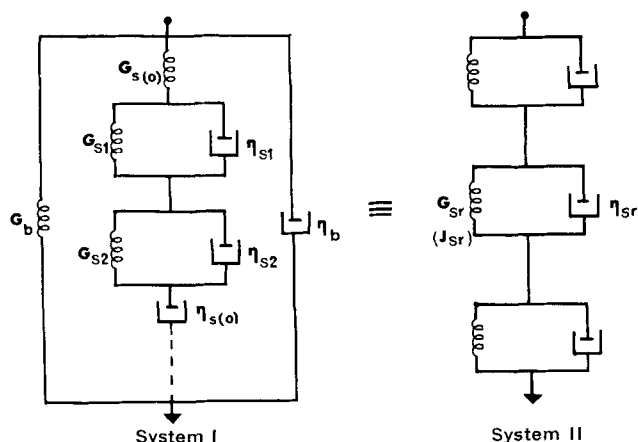 G_s(o)
G_S1
η_S1
G_b
G_S2
η_S2
η_b
η_s(o)
System I
≡
G_Sr
(J_Sr)
η_Sr
System II